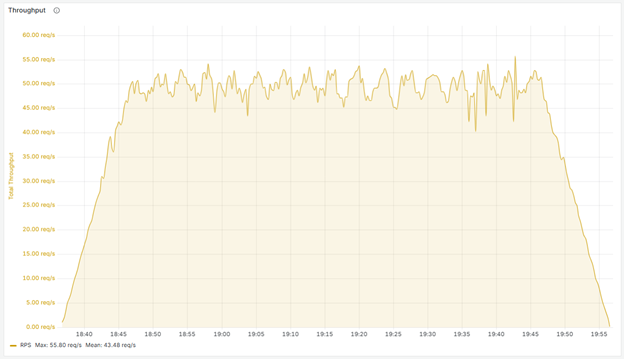 Throughput
60.00 req/s
55.00 req/s
50.00 req/s
45.00 req/s
40.00 req/s
35.00 req/s
30.00 req/s
25.00 req/s
20.00 req/s
15.00 req/s
10.00 req/s
5.00 req/s
0.00 req/s
Total Throughput
18:40 18:45 18:50 18:55 19:00 19:05 19:10 19:15 19:20 19:25 19:30 19:35 19:40 19:45 19:50 19:55
RPS Max: 55.80 req/s Mean: 43.48 req/s